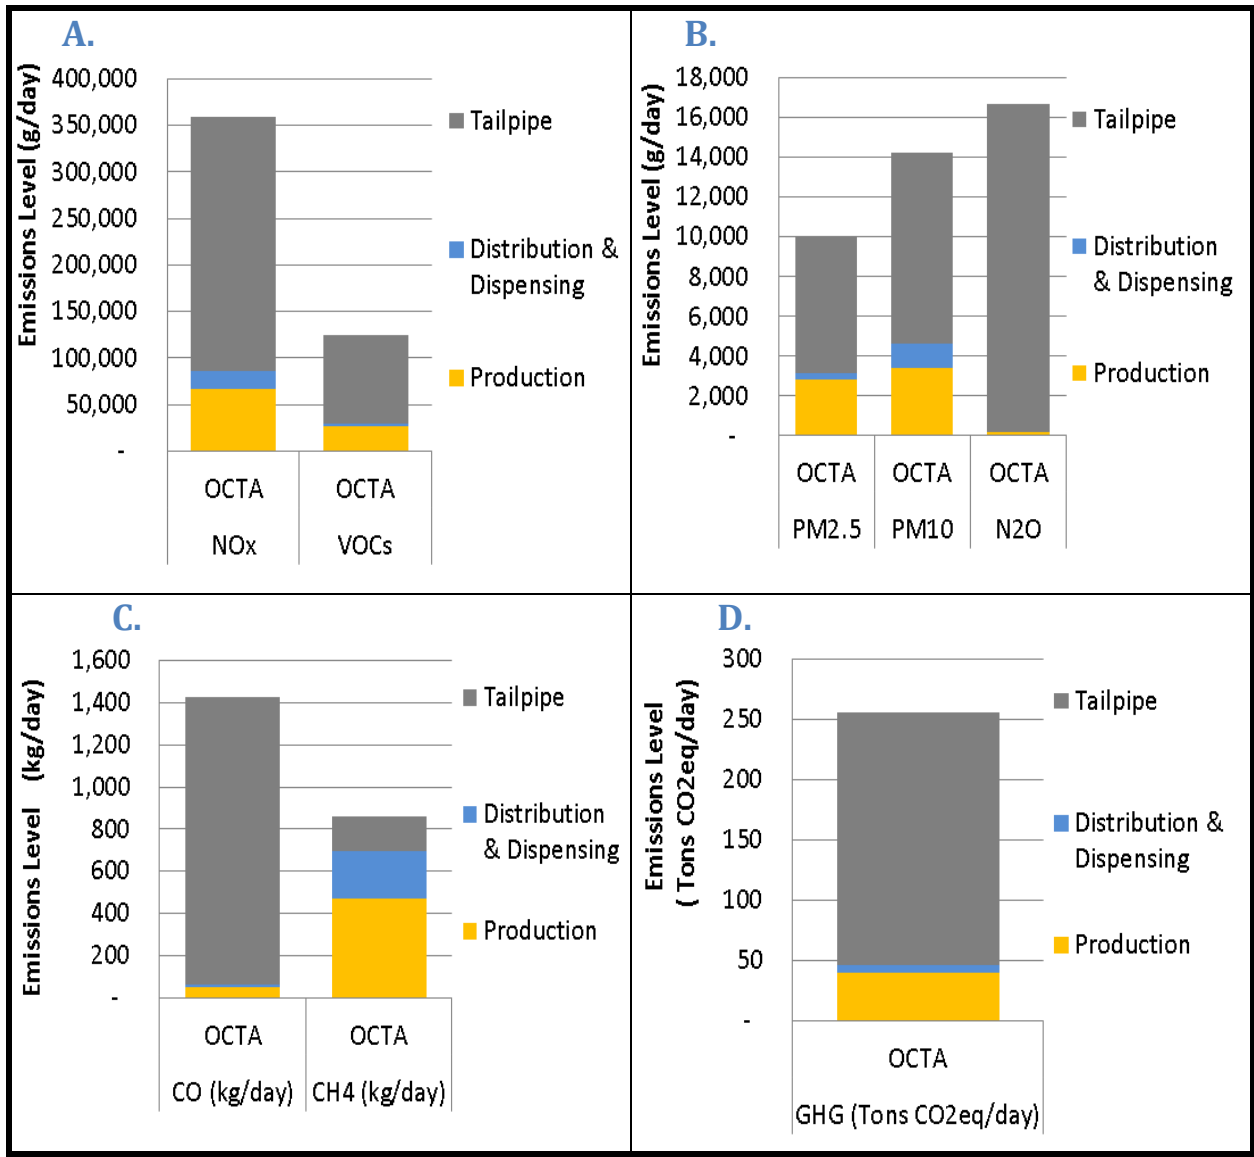 A.
Emissions Level (g/day)
400,000
350,000
300,000
250,000
200,000
150,000
100,000
50,000
-
OCTA
OCTA
NOx
VOCs
Tailpipe
Distribution &
Dispensing
Production
B.
Emissions Level (g/day)
18,000
16,000
14,000
12,000
10,000
8,000
6,000
4,000
2,000
-
OCTA
OCTA
OCTA
PM2.5
PM10
N2O
Tailpipe
Distribution
& Dispensing
Production
C.
Emissions Level (kg/day)
1,600
1,400
1,200
1,000
800
600
400
200
-
OCTA
OCTA
CO (kg/day)
CH4 (kg/day)
Tailpipe
Distribution
& Dispensing
Production
D.
Emissions Level
( Tons CO2eq/day)
300
250
200
150
100
50
-
OCTA
GHG (Tons CO2eq/day)
Tailpipe
Distribution &
Dispensing
Production